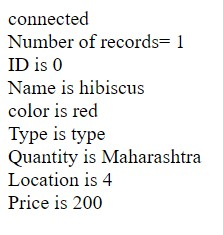 connected
Number of records= 1
ID is 0
Name is hibiscus
color is red
Type is type
Quantity is Maharashtra
Location is 4
Price is 200